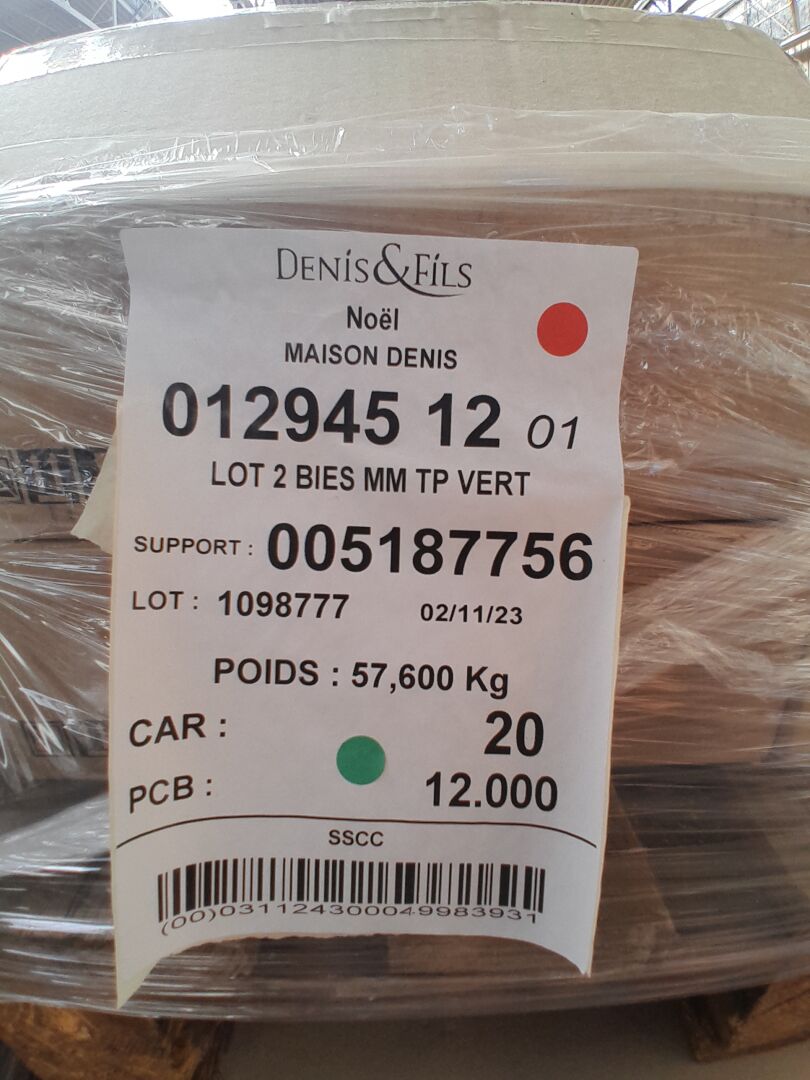 DENIS&FILS
Noël
MAISON DENIS
012945 12 01
LOT 2 BIES MM TP VERT
SUPPORT : 005187756
LOT : 1098777 02/11/23
POIDS : 57,600 Kg
CAR : 20
PCB : 12.000
SSCC
(00)031124300049983931